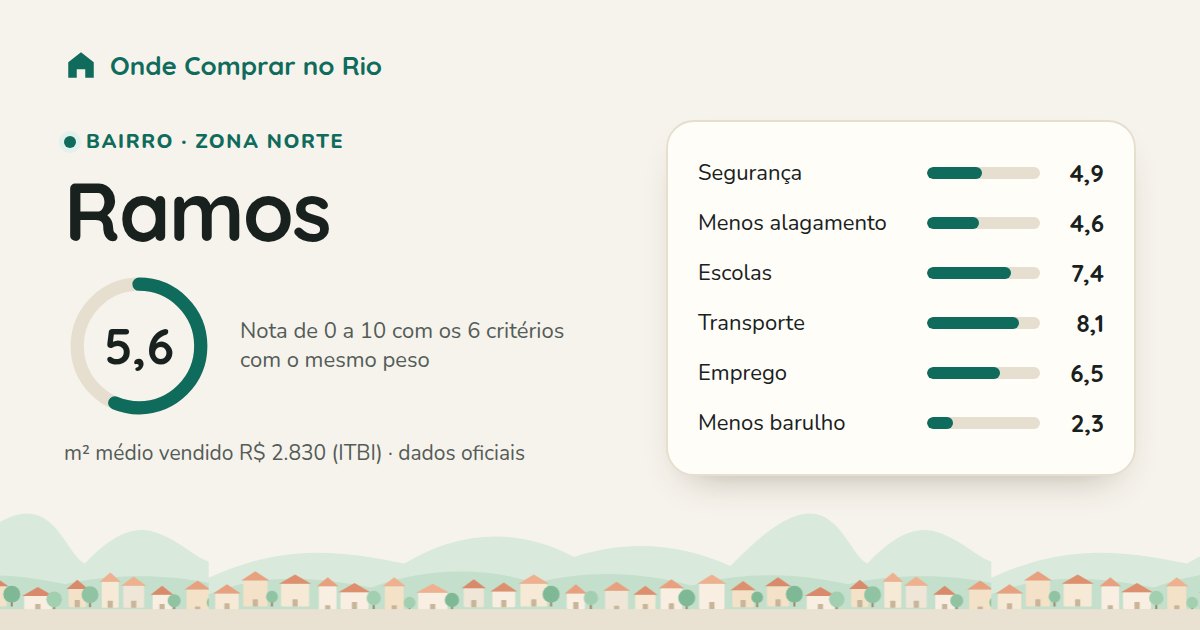 Onde Comprar no Rio
BAIRRO · ZONA NORTE
Ramos
5,6
Nota de 0 a 10 com os 6 critérios
com o mesmo peso
m² médio vendido R$ 2.830 (ITBI) · dados oficiais
Segurança 4,9
Menos alagamento 4,6
Escolas 7,4
Transporte 8,1
Emprego 6,5
Menos barulho 2,3